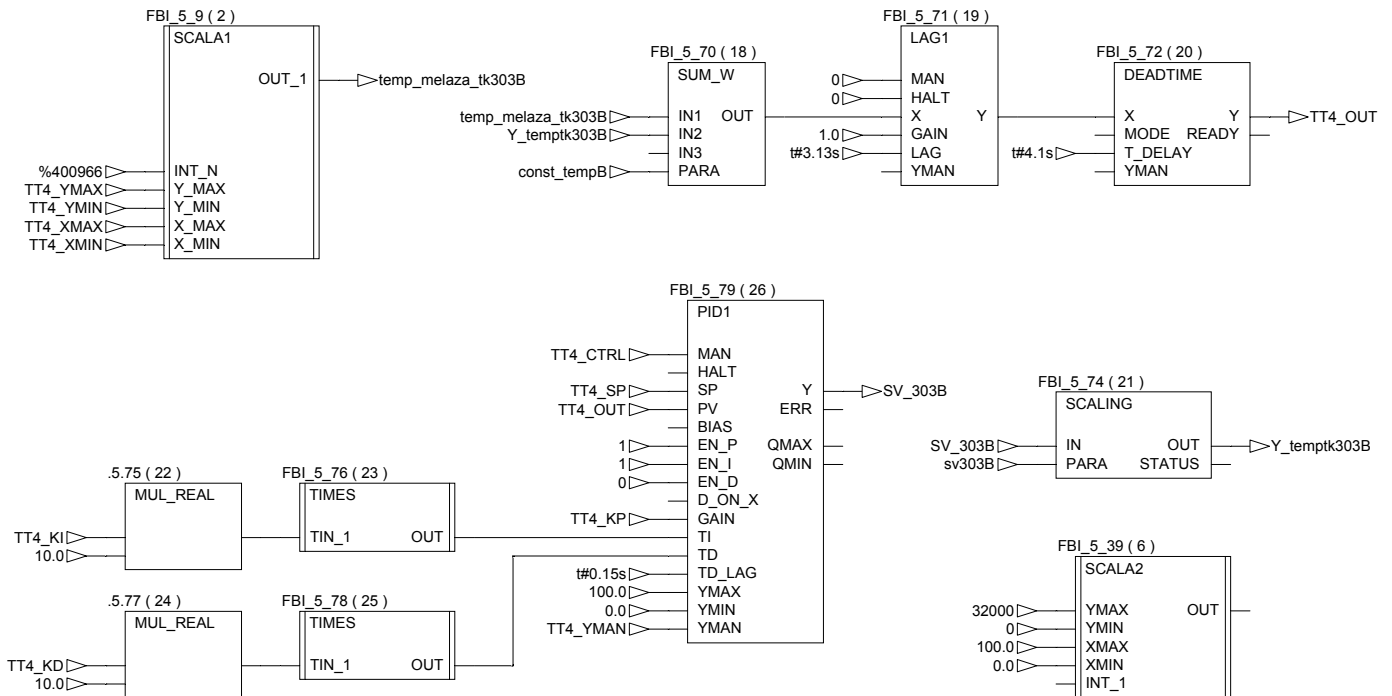 FBI_5_9 ( 2 )
SCALA1
OUT_1
temp_melaza_tk303B
%400966
INT_N
TT4_YMAX
Y_MAX
TT4_YMIN
Y_MIN
TT4_XMAX
X_MAX
TT4_XMIN
X_MIN
FBI_5_70 ( 18 )
SUM_W
temp_melaza_tk303B
IN1
OUT
Y_temptk303B
IN2
IN3
const_tempB
PARA
FBI_5_71 ( 19 )
LAG1
0
MAN
0
HALT
X
Y
1.0
GAIN
t#3.13s
LAG
YMAN
FBI_5_72 ( 20 )
DEADTIME
X
Y
TT4_OUT
MODE
READY
t#4.1s
T_DELAY
YMAN
FBI_5_79 ( 26 )
PID1
TT4_CTRL
MAN
HALT
TT4_SP
SP
Y
SV_303B
TT4_OUT
PV
ERR
BIAS
1
EN_P
QMAX
1
EN_I
QMIN
0
EN_D
D_ON_X
TT4_KP
GAIN
TI
TD
t#0.15s
TD_LAG
100.0
YMAX
0.0
YMIN
TT4_YMAN
YMAN
FBI_5_74 ( 21 )
SCALING
SV_303B
IN
OUT
Y_temptk303B
sv303B
PARA
STATUS
.5.75 ( 22 )
MUL_REAL
TT4_KI
10.0
FBI_5_76 ( 23 )
TIMES
TIN_1
OUT
.5.77 ( 24 )
MUL_REAL
TT4_KD
10.0
FBI_5_78 ( 25 )
TIMES
TIN_1
OUT
FBI_5_39 ( 6 )
SCALA2
32000
YMAX
OUT
0
YMIN
100.0
XMAX
0.0
XMIN
INT_1